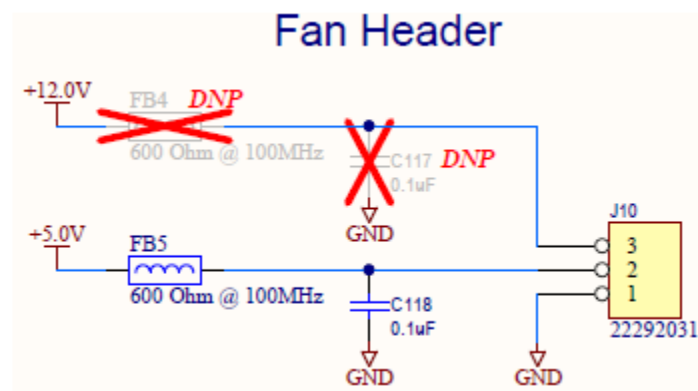 Fan Header
+12.0V
FB4 DNP
600 Ohm @ 100MHz
C117 DNP
0.1uF
GND
+5.0V
FB5
600 Ohm @ 100MHz
C118
0.1uF
GND
GND
J10
3
2
1
22292031